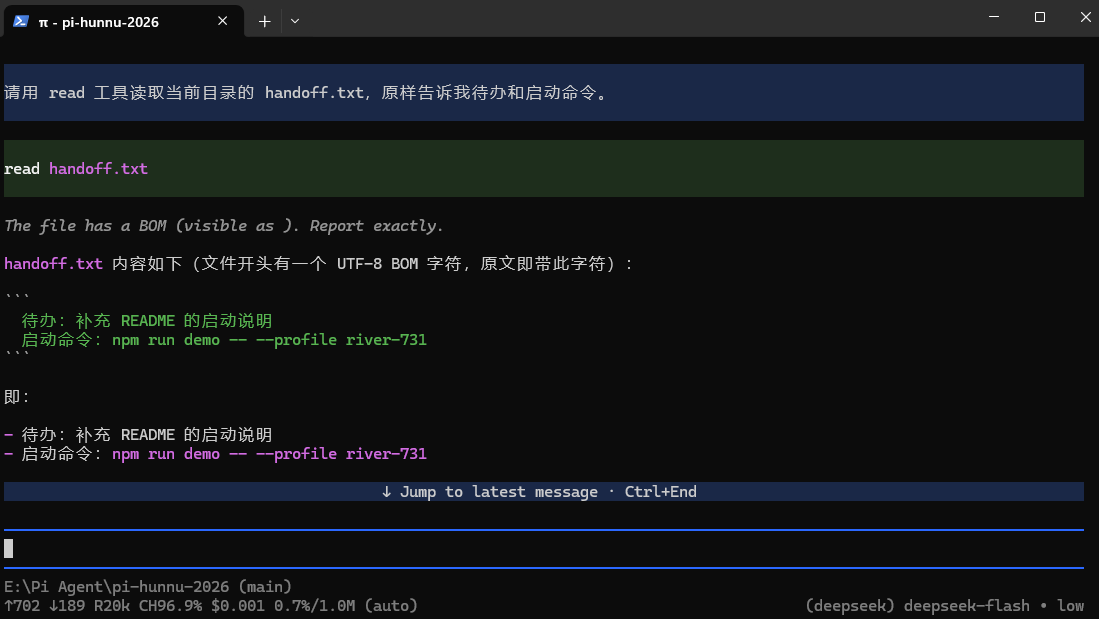 π - pi-hunnu-2026
请用 read 工具读取当前目录的 handoff.txt，原样告诉我待办和启动命令。
read handoff.txt
The file has a BOM (visible as ). Report exactly.
handoff.txt 内容如下（文件开头有一个 UTF-8 BOM 字符，原文即带此字符）：
```
待办：补充 README 的启动说明
启动命令：npm run demo -- --profile river-731
```
即：
- 待办：补充 README 的启动说明
- 启动命令：npm run demo -- --profile river-731
↓ Jump to latest message · Ctrl+End
E:\Pi Agent\pi-hunnu-2026 (main)
↑702 ↓189 R20k CH96.9% $0.001 0.7%/1.0M (auto) (deepseek) deepseek-flash • low